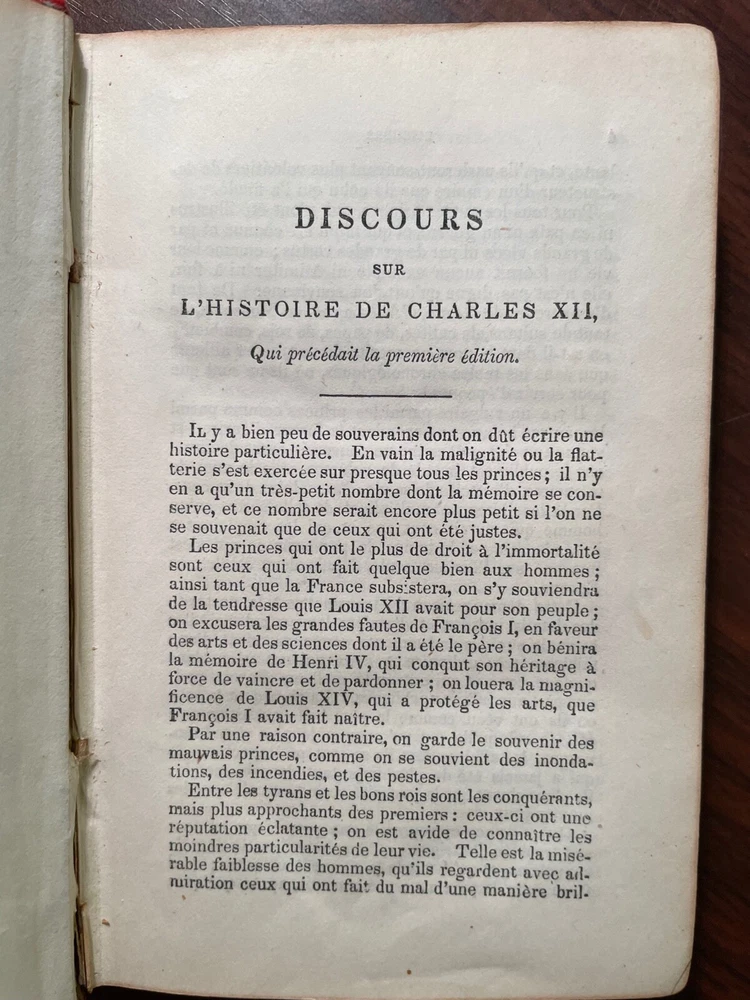 DISCOURS
SUR
L'HISTOIRE DE CHARLES XII,
Qui précédait la première édition.
IL y a bien peu de souverains dont on dût écrire une
histoire particulière. En vain la malignité ou la flat-
terie s'est exercée sur presque tous les princes; il n'y
en a qu'un très-petit nombre dont la mémoire se con-
serve, et ce nombre serait encore plus petit si l'on ne
se souvenait que de ceux qui ont été justes.
Les princes qui ont le plus de droit à l'immortalité
sont ceux qui ont fait quelque bien aux hommes;
ainsi tant que la France subsistera, on s'y souviendra
de la tendresse que Louis XII avait pour son peuple;
on excusera les grandes fautes de François I, en faveur
des arts et des sciences dont il a été le père; on bénira
la mémoire de Henri IV, qui conquit son héritage à
force de vaincre et de pardonner; on louera la magni-
ficence de Louis XIV, qui a protégé les arts, que
François I avait fait naître.
Par une raison contraire, on garde le souvenir des
mauvais princes, comme on se souvient des inonda-
tions, des incendies, et des pestes.
Entre les tyrans et les bons rois sont les conquérants,
mais plus approchants des premiers: ceux-ci ont une
réputation éclatante; on est avide de connaître les
moindres particularités de leur vie. Telle est la misé-
rable faiblesse des hommes, qu'ils regardent avec ad-
miration ceux qui ont fait du mal d'une manière bril-